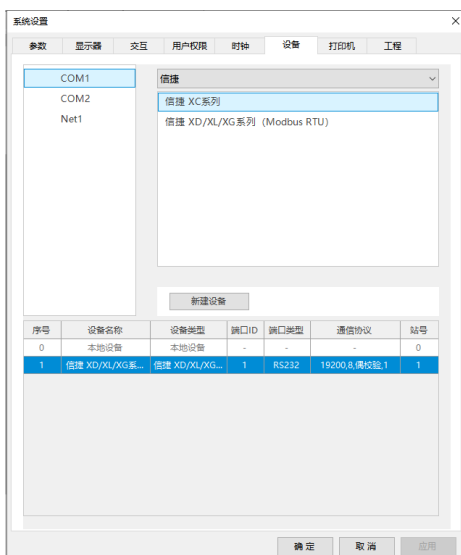 系统设置
参数 显示器 交互 用户权限 时钟 设备 打印机 工程
COM1
COM2
Net1
信捷
信捷 XC系列
信捷 XD/XL/XG系列（Modbus RTU）
新建设备
序号 设备名称 设备类型 端口ID 端口类型 通信协议 站号
0 本地设备 本地设备 - - - 0
1 信捷 XD/XL/XG系... 信捷 XD/XL/XG... 1 RS232 19200,8,偶校验,1 1
确定 取消 应用